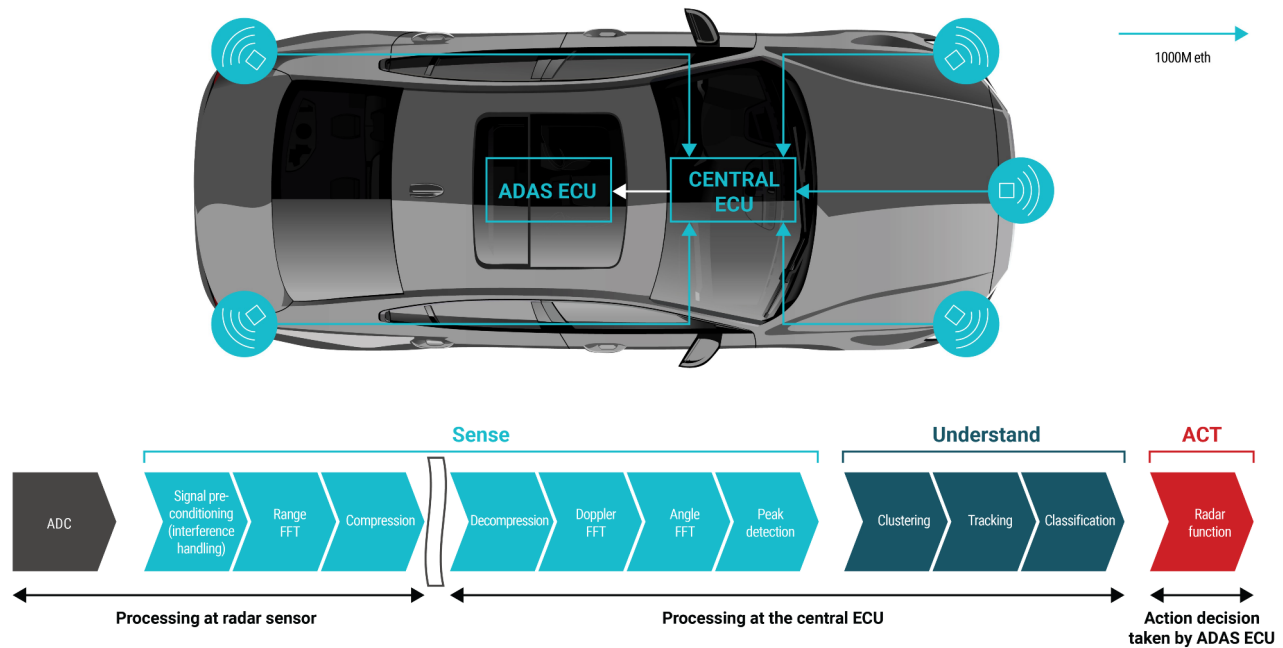 1000M eth
ADAS ECU
CENTRAL
ECU
Sense
Understand
ACT
ADC
Signal pre-
conditioning
(interference
handling)
Range
FFT
Compression
Decompression
Doppler
FFT
Angle
FFT
Peak
detection
Clustering
Tracking
Classification
Radar
function
Processing at radar sensor
Processing at the central ECU
Action decision
taken by ADAS ECU